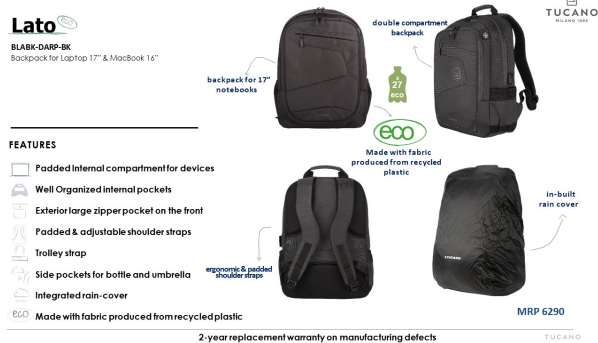 Lato eco
TUCANO
MILANO 1985
BLABK-DARP-BK
Backpack for Laptop 17" & MacBook 16"
double compartment
backpack
backpack for 17"
notebooks
x
27
eco
eco
Made with fabric
produced from recycled
plastic
FEATURES
Padded Internal compartment for devices
Well Organized internal pockets
Exterior large zipper pocket on the front
Padded & adjustable shoulder straps
Trolley strap
Side pockets for bottle and umbrella
Integrated rain-cover
eco Made with fabric produced from recycled plastic
ergonomic & padded
shoulder straps
in-built
rain cover
TUCANO
MRP 6290
2-year replacement warranty on manufacturing defects
TUCANO